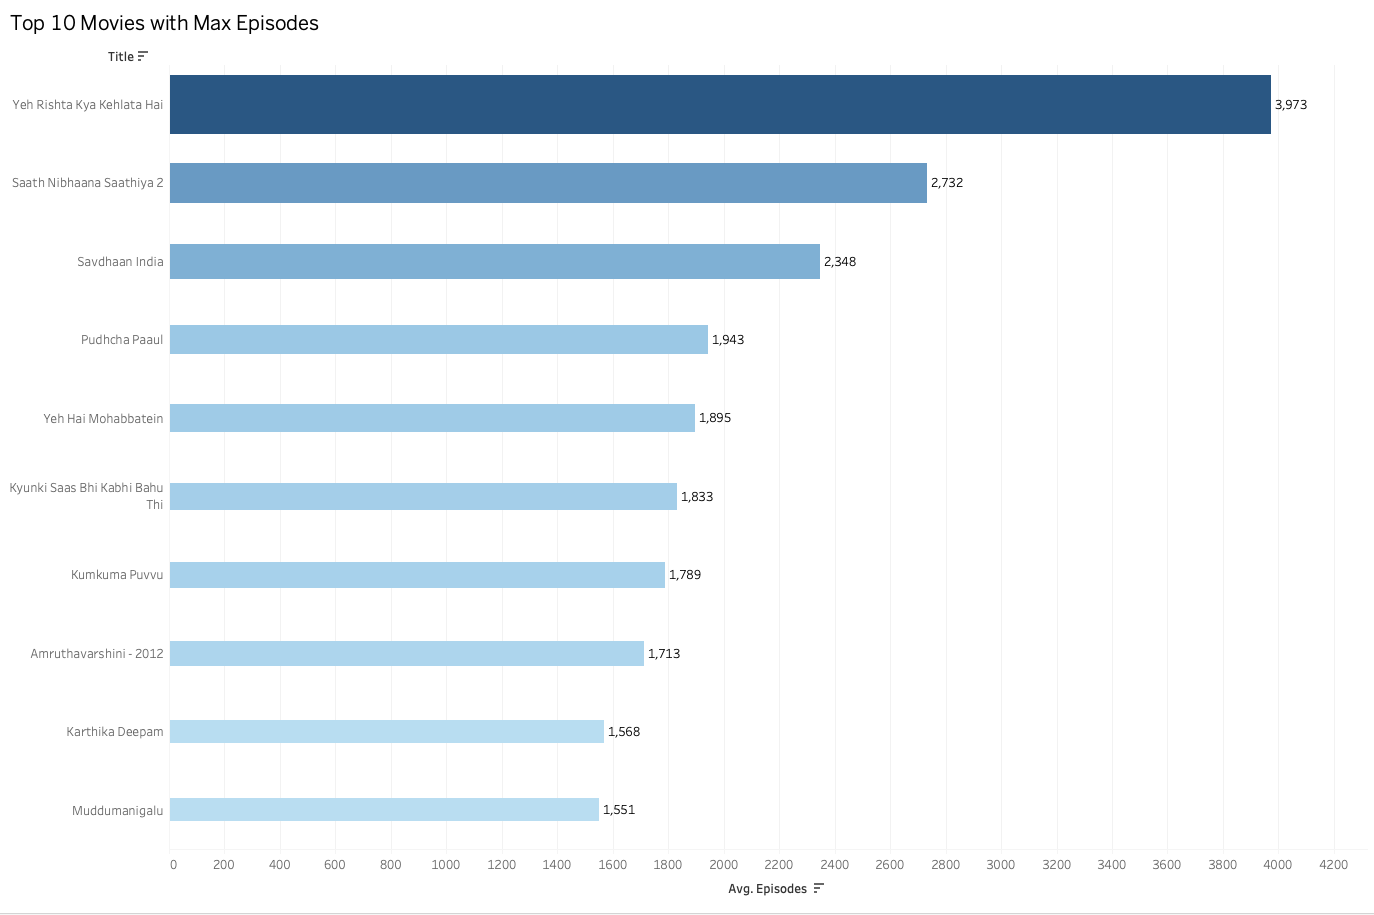 Top 10 Movies with Max Episodes
Title
Yeh Rishta Kya Kehlata Hai
3,973
Saath Nibhaana Saathiya 2
2,732
Savdhaan India
2,348
Pudhcha Paaul
1,943
Yeh Hai Mohabbatein
1,895
Kyunki Saas Bhi Kabhi Bahu
Thi
1,833
Kumkuma Puvvu
1,789
Amruthavarshini - 2012
1,713
Karthika Deepam
1,568
Muddumanigalu
1,551
0 200 400 600 800 1000 1200 1400 1600 1800 2000 2200 2400 2600 2800 3000 3200 3400 3600 3800 4000 4200
Avg. Episodes